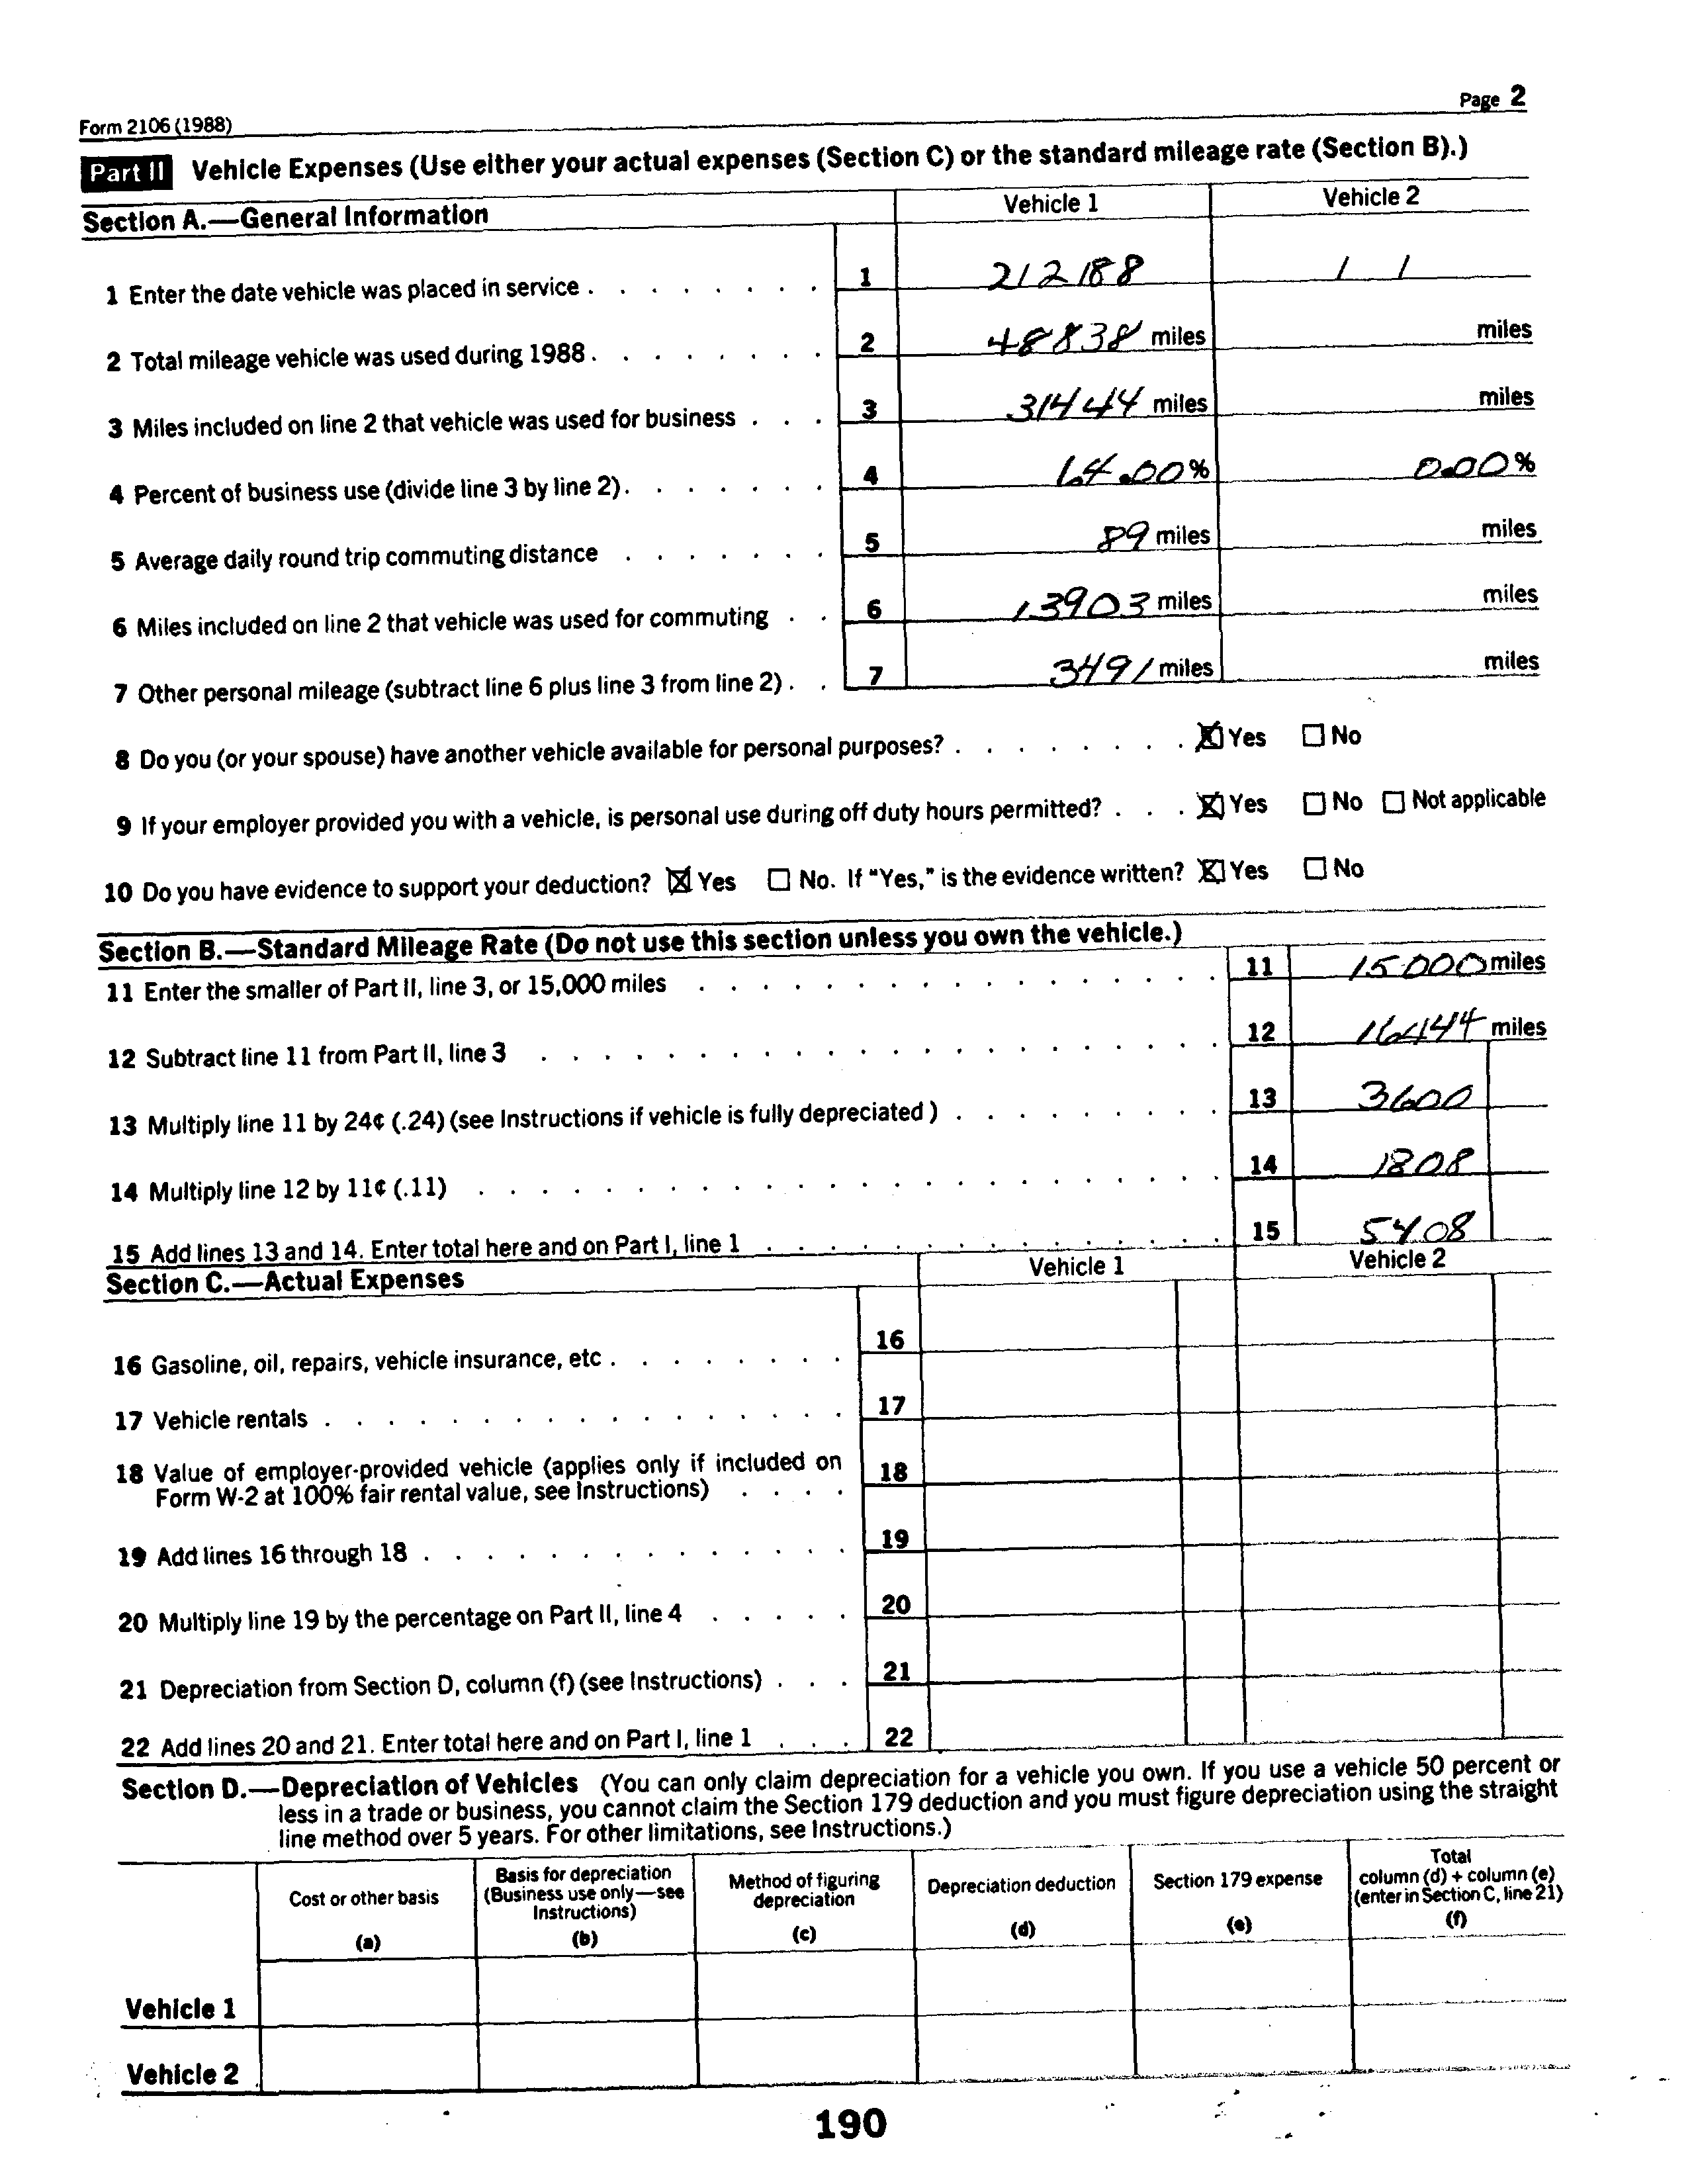 Form 2106 (1988)
Page 2
Part II Vehicle Expenses (Use either your actual expenses (Section C) or the standard mileage rate (Section B).)
Section A.—General Information Vehicle 1 Vehicle 2
1 Enter the date vehicle was placed in service . . . . . . . . 1 2/2/88 / /
2 Total mileage vehicle was used during 1988 . . . . . . . . 2 48838 miles miles
3 Miles included on line 2 that vehicle was used for business . . . 3 31444 miles miles
4 Percent of business use (divide line 3 by line 2) . . . . . . . 4 64.00% 0.00%
5 Average daily round trip commuting distance . . . . . . . 5 89 miles miles
6 Miles included on line 2 that vehicle was used for commuting . . 6 13903 miles miles
7 Other personal mileage (subtract line 6 plus line 3 from line 2) . . 7 3491 miles miles
8 Do you (or your spouse) have another vehicle available for personal purposes? . . . . . . . . ☒ Yes ☐ No
9 If your employer provided you with a vehicle, is personal use during off duty hours permitted? . . . ☒ Yes ☐ No ☐ Not applicable
10 Do you have evidence to support your deduction? ☒ Yes ☐ No. If "Yes," is the evidence written? ☒ Yes ☐ No
Section B.—Standard Mileage Rate (Do not use this section unless you own the vehicle.)
11 Enter the smaller of Part II, line 3, or 15,000 miles . . . . . . . . . . . . . . . . . 11 15000 miles
12 Subtract line 11 from Part II, line 3 . . . . . . . . . . . . . . . . . . . . . . 12 16444 miles
13 Multiply line 11 by 24¢ (.24) (see Instructions if vehicle is fully depreciated) . . . . . . . . . 13 3600
14 Multiply line 12 by 11¢ (.11) . . . . . . . . . . . . . . . . . . . . . . . . 14 1808
15 Add lines 13 and 14. Enter total here and on Part I, line 1 . . . . . . . . . . . . . . . 15 5408
Section C.—Actual Expenses Vehicle 1 Vehicle 2
16 Gasoline, oil, repairs, vehicle insurance, etc . . . . . . . . 16
17 Vehicle rentals . . . . . . . . . . . . . . . . . 17
18 Value of employer-provided vehicle (applies only if included on
Form W-2 at 100% fair rental value, see Instructions) . . . . 18
19 Add lines 16 through 18 . . . . . . . . . . . . . . 19
20 Multiply line 19 by the percentage on Part II, line 4 . . . . . 20
21 Depreciation from Section D, column (f) (see Instructions) . . . 21
22 Add lines 20 and 21. Enter total here and on Part I, line 1 . . . 22
Section D.—Depreciation of Vehicles (You can only claim depreciation for a vehicle you own. If you use a vehicle 50 percent or
less in a trade or business, you cannot claim the Section 179 deduction and you must figure depreciation using the straight
line method over 5 years. For other limitations, see Instructions.)
Cost or other basis
(a)
Basis for depreciation
(Business use only—see
Instructions)
(b)
Method of figuring
depreciation
(c)
Depreciation deduction
(d)
Section 179 expense
(e)
Total
column (d) + column (e)
(enter in Section C, line 21)
(f)
Vehicle 1
Vehicle 2
190